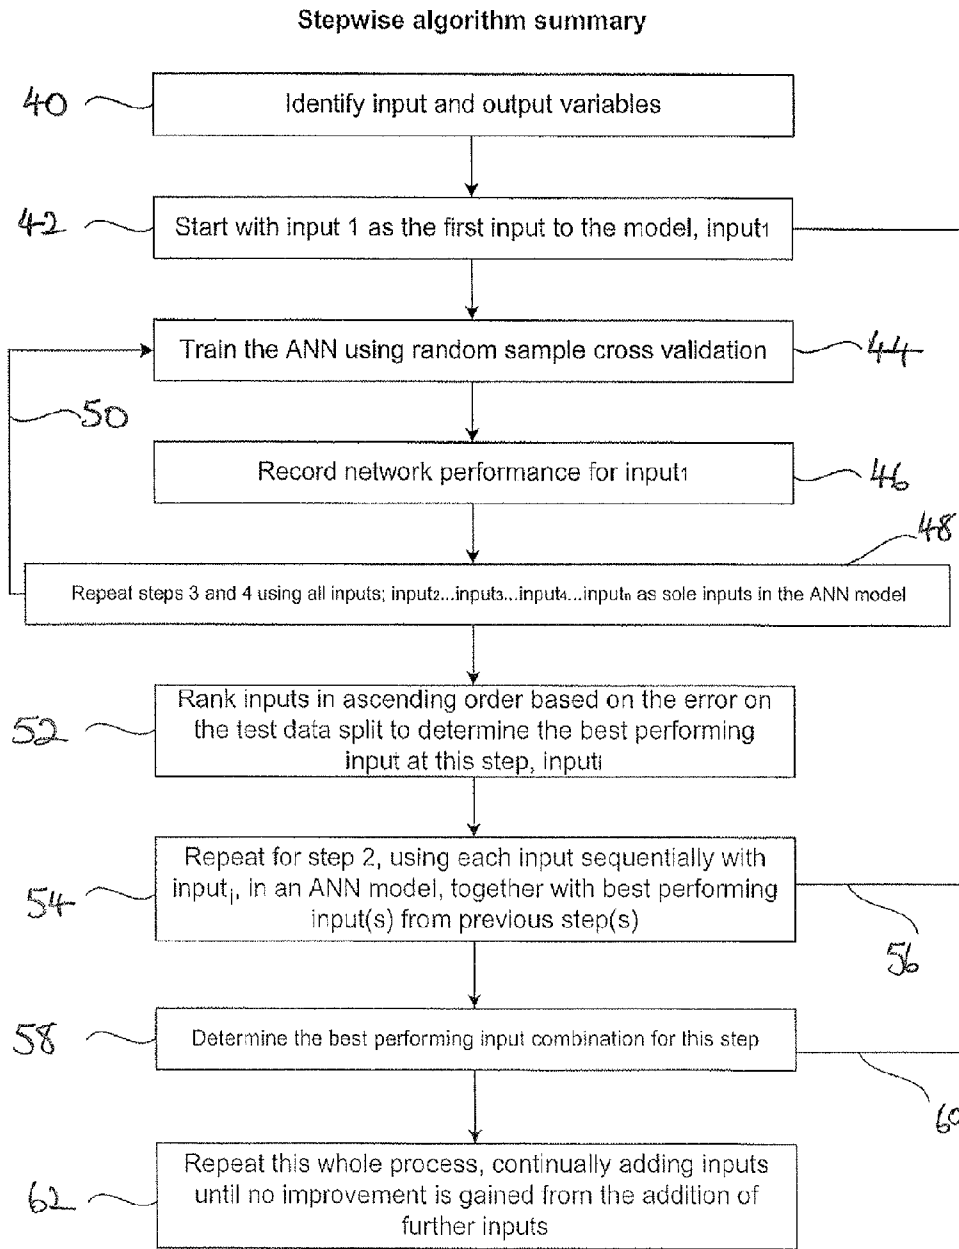 Stepwise algorithm summary
40
Identify input and output variables
42
Start with input 1 as the first input to the model, input₁
Train the ANN using random sample cross validation
44
50
Record network performance for input₁
46
48
Repeat steps 3 and 4 using all inputs; input₂...input₃...input₄...inputₙ as sole inputs in the ANN model
52
Rank inputs in ascending order based on the error on
the test data split to determine the best performing
input at this step, inputᵢ
54
Repeat for step 2, using each input sequentially with
inputⱼ, in an ANN model, together with best performing
input(s) from previous step(s)
56
58
Determine the best performing input combination for this step
60
62
Repeat this whole process, continually adding inputs
until no improvement is gained from the addition of
further inputs